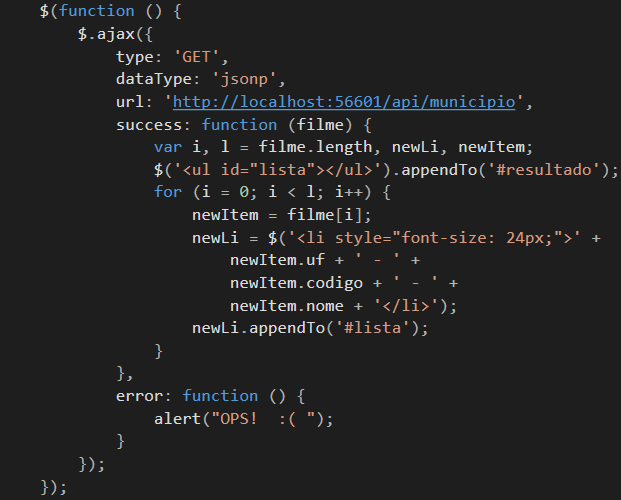 $(function () {
    $.ajax({
        type: 'GET',
        dataType: 'jsonp',
        url: 'http://localhost:56601/api/municipio',
        success: function (filme) {
            var i, l = filme.length, newLi, newItem;
            $('<ul id="lista"></ul>').appendTo('#resultado');
            for (i = 0; i < l; i++) {
                newItem = filme[i];
                newLi = $('<li style="font-size: 24px;">' +
                    newItem.uf + ' - ' +
                    newItem.codigo + ' - ' +
                    newItem.nome + '</li>');
                newLi.appendTo('#lista');
            }
        },
        error: function () {
            alert("OPS!  :( ");
        }
    });
});